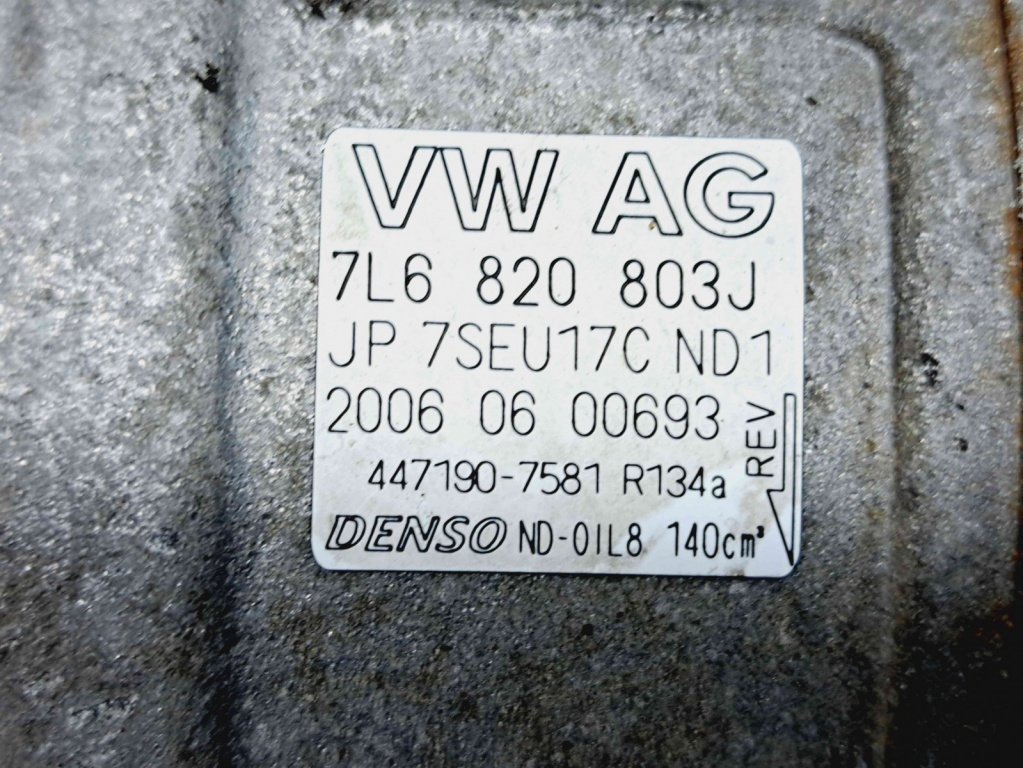 VW AG
7L6 820 803J
JP 7SEU17C ND1
2006 06 00693
REV
447190-7581 R134a
DENSO ND-OIL8 140cm³